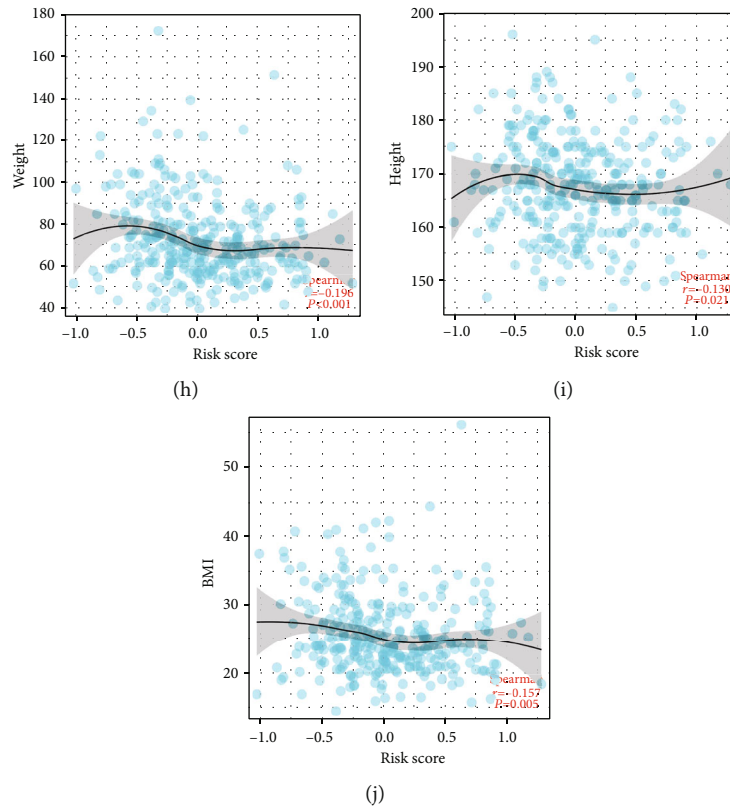 180
160
140
120
100
80
60
40
Weight
Spearma
r=−0.196
P<0.001
−1.0 −0.5 0.0 0.5 1.0
Risk score
(h)
200
190
180
170
160
150
Height
Spearman
r=−0.130
P=0.021
−1.0 −0.5 0.0 0.5 1.0
Risk score
(i)
50
40
30
20
BMI
Spearma
r=−0.157
P=0.005
−1.0 −0.5 0.0 0.5 1.0
Risk score
(j)